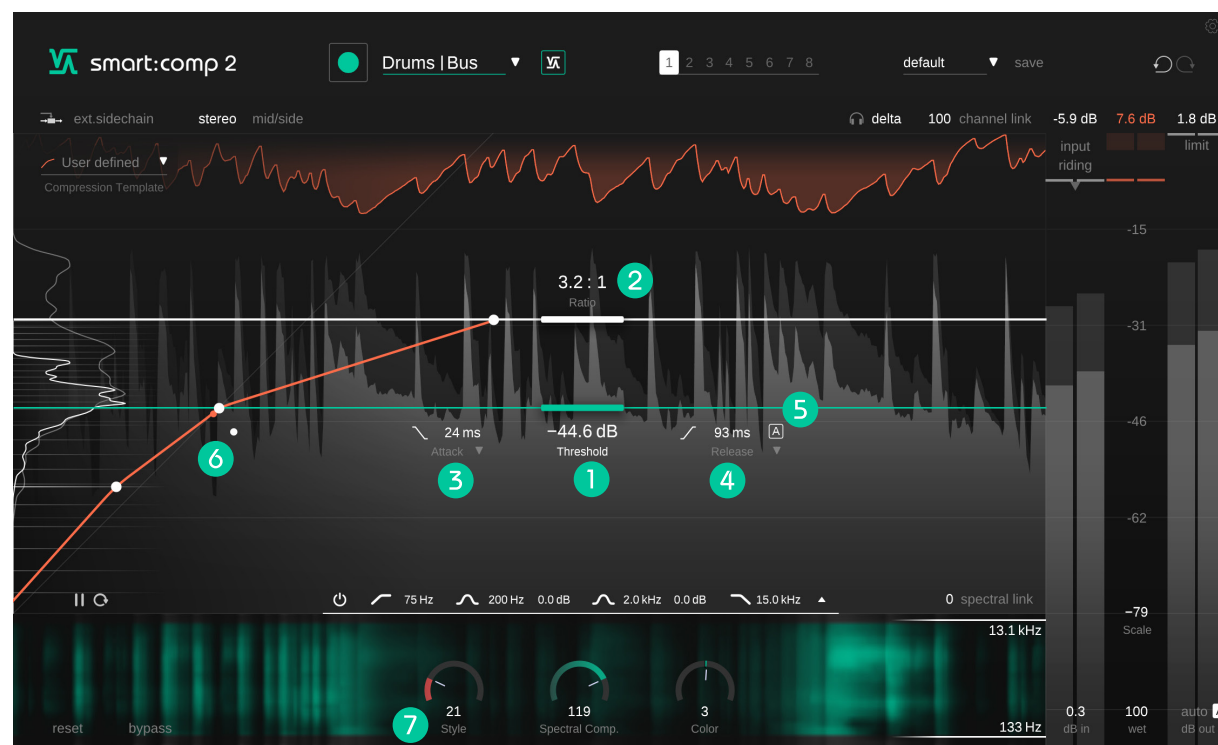 smart:comp 2
Drums | Bus
1 2 3 4 5 6 7 8
default
save
ext.sidechain
stereo
mid/side
delta
100 channel link
-5.9 dB
7.6 dB
1.8 dB
input
riding
limit
User defined
Compression Template
-15
3.2 : 1
2
Ratio
-31
5
24 ms
−44.6 dB
93 ms
A
-46
Attack
Threshold
Release
6
3
1
4
-62
75 Hz
200 Hz
0.0 dB
2.0 kHz
0.0 dB
15.0 kHz
0 spectral link
−79
Scale
13.1 kHz
21
119
3
7
Style
Spectral Comp.
Color
reset
bypass
133 Hz
0.3
100
auto
dB in
wet
dB out